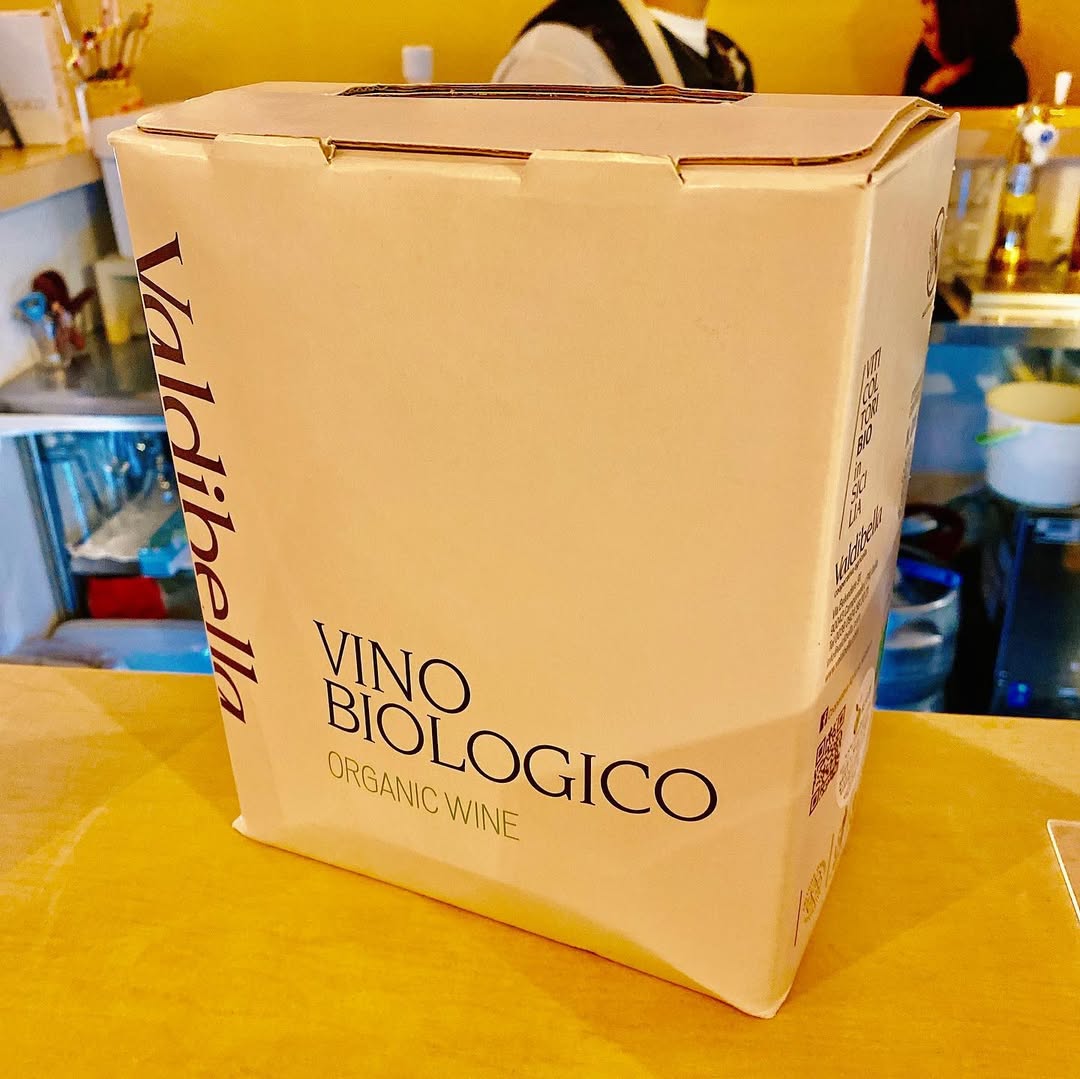 Valdibella
VINO
BIOLOGICO
ORGANIC WINE
VITI
COL
TORI
BIO
in
SICI
LIA
Valdibella